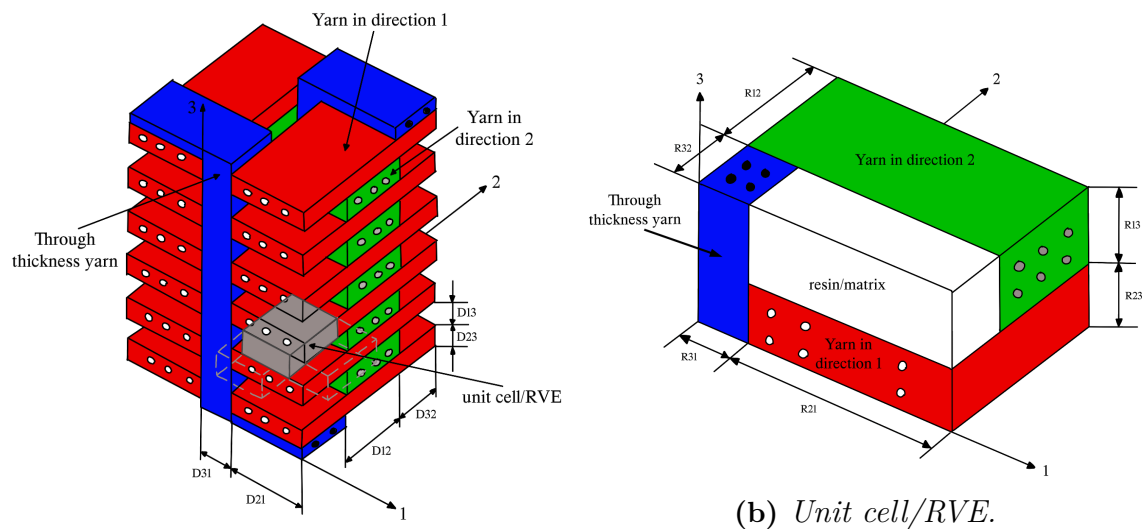 Yarn in direction 1
3
Yarn in
direction 2
2
Through
thickness yarn
D13
D23
unit cell/RVE
D32
D12
D31
D21
1
3
R12
2
R32
Yarn in direction 2
Through
thickness yarn
R13
resin/matrix
R23
Yarn in
direction 1
R31
R21
1
(b) Unit cell/RVE.